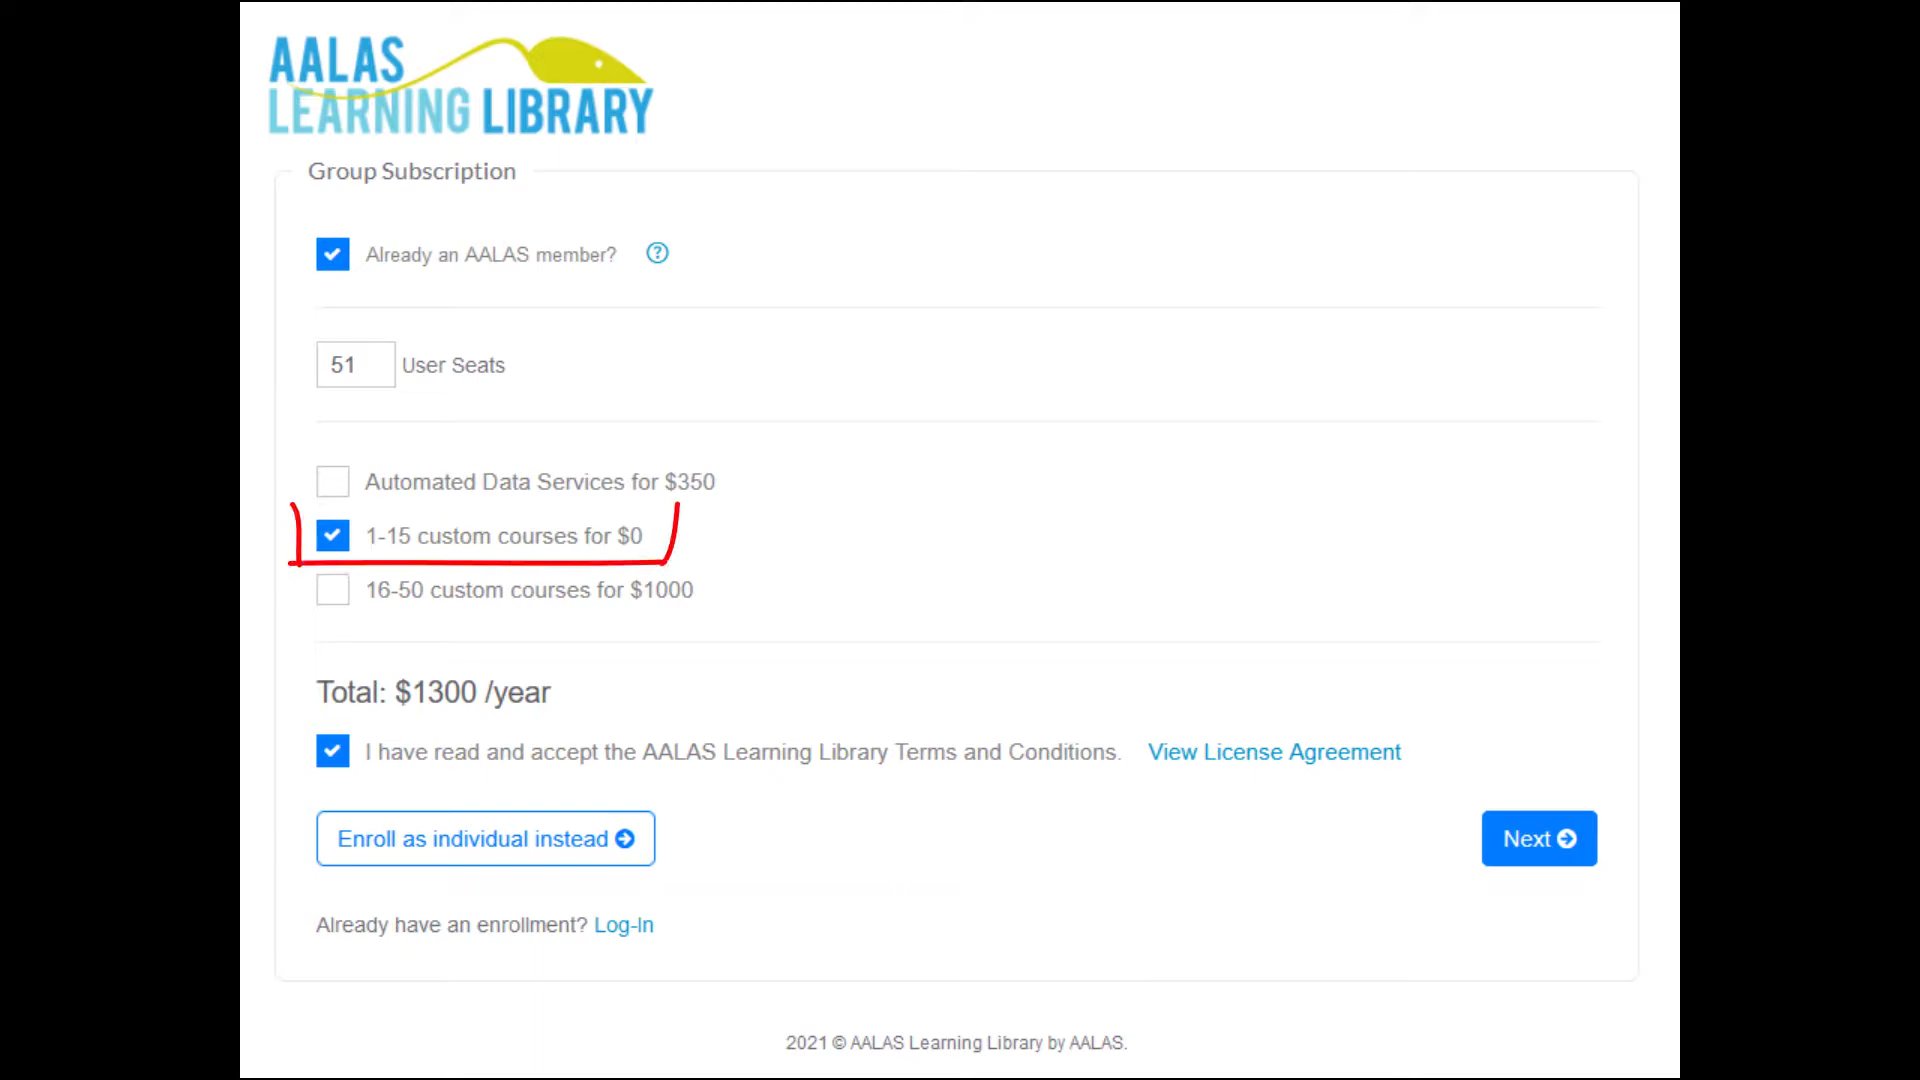 AALAS
LEARNING LIBRARY
Group Subscription
Already an AALAS member?
51 User Seats
Automated Data Services for $350
1-15 custom courses for $0
16-50 custom courses for $1000
Total: $1300 /year
I have read and accept the AALAS Learning Library Terms and Conditions. View License Agreement
Enroll as individual instead
Next
Already have an enrollment? Log-In
2021 © AALAS Learning Library by AALAS.